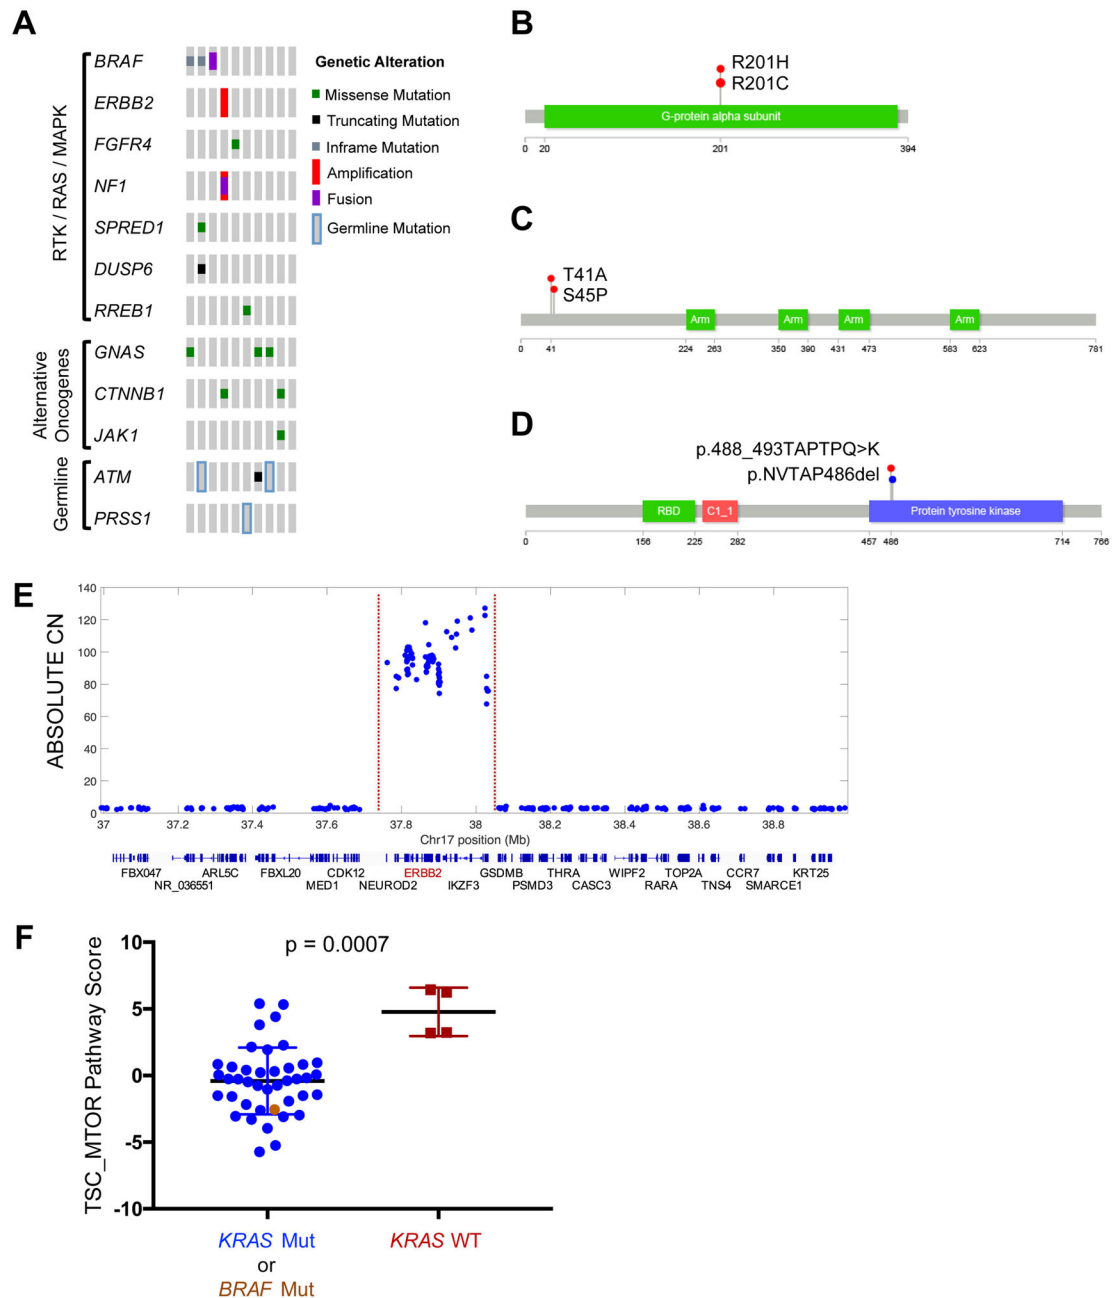 A
RTK / RAS / MAPK
BRAF
ERBB2
FGFR4
NF1
SPRED1
DUSP6
RREB1
Alternative
Oncogenes
GNAS
CTNNB1
JAK1
Germline
ATM
PRSS1
Genetic Alteration
Missense Mutation
Truncating Mutation
Inframe Mutation
Amplification
Fusion
Germline Mutation
B
R201H
R201C
G-protein alpha subunit
0 20 201 394
C
T41A
S45P
Arm Arm Arm Arm
0 41 224 263 350 390 431 473 583 623 781
D
p.488_493TAPTPQ>K
p.NVTAP486del
RBD C1_1 Protein tyrosine kinase
0 156 225 282 457 486 714 766
E
ABSOLUTE CN
140
120
100
80
60
40
20
0
37 37.2 37.4 37.6 37.8 38 38.2 38.4 38.6 38.8
Chr17 position (Mb)
FBX047 ARL5C FBXL20 CDK12 ERBB2 GSDMB THRA WIPF2 TOP2A CCR7 KRT25
NR_036551 MED1 NEUROD2 IKZF3 PSMD3 CASC3 RARA TNS4 SMARCE1
F
TSC_MTOR Pathway Score
p = 0.0007
10
5
0
-5
-10
KRAS Mut
or
BRAF Mut
KRAS WT